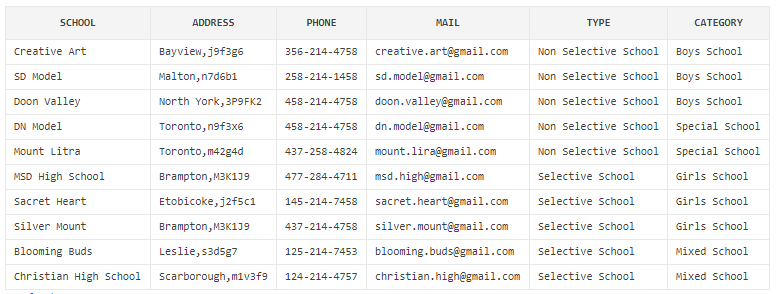 SCHOOL ADDRESS PHONE MAIL TYPE CATEGORY
Creative Art Bayview,j9f3g6 356-214-4758 creative.art@gmail.com Non Selective School Boys School
SD Model Malton,n7d6b1 258-214-1458 sd.model@gmail.com Non Selective School Boys School
Doon Valley North York,3P9FK2 458-214-4758 doon.valley@gmail.com Non Selective School Boys School
DN Model Toronto,n9f3x6 458-214-4758 dn.model@gmail.com Non Selective School Special School
Mount Litra Toronto,m42g4d 437-258-4824 mount.lira@gmail.com Non Selective School Special School
MSD High School Brampton,M3K1J9 477-284-4711 msd.high@gmail.com Selective School Girls School
Sacret Heart Etobicoke,j2f5c1 145-214-7458 sacret.heart@gmail.com Selective School Girls School
Silver Mount Brampton,M3K1J9 437-214-4758 silver.mount@gmail.com Selective School Girls School
Blooming Buds Leslie,s3d5g7 125-214-7453 blooming.buds@gmail.com Selective School Mixed School
Christian High School Scarborough,m1v3f9 124-214-4757 christian.high@gmail.com Selective School Mixed School